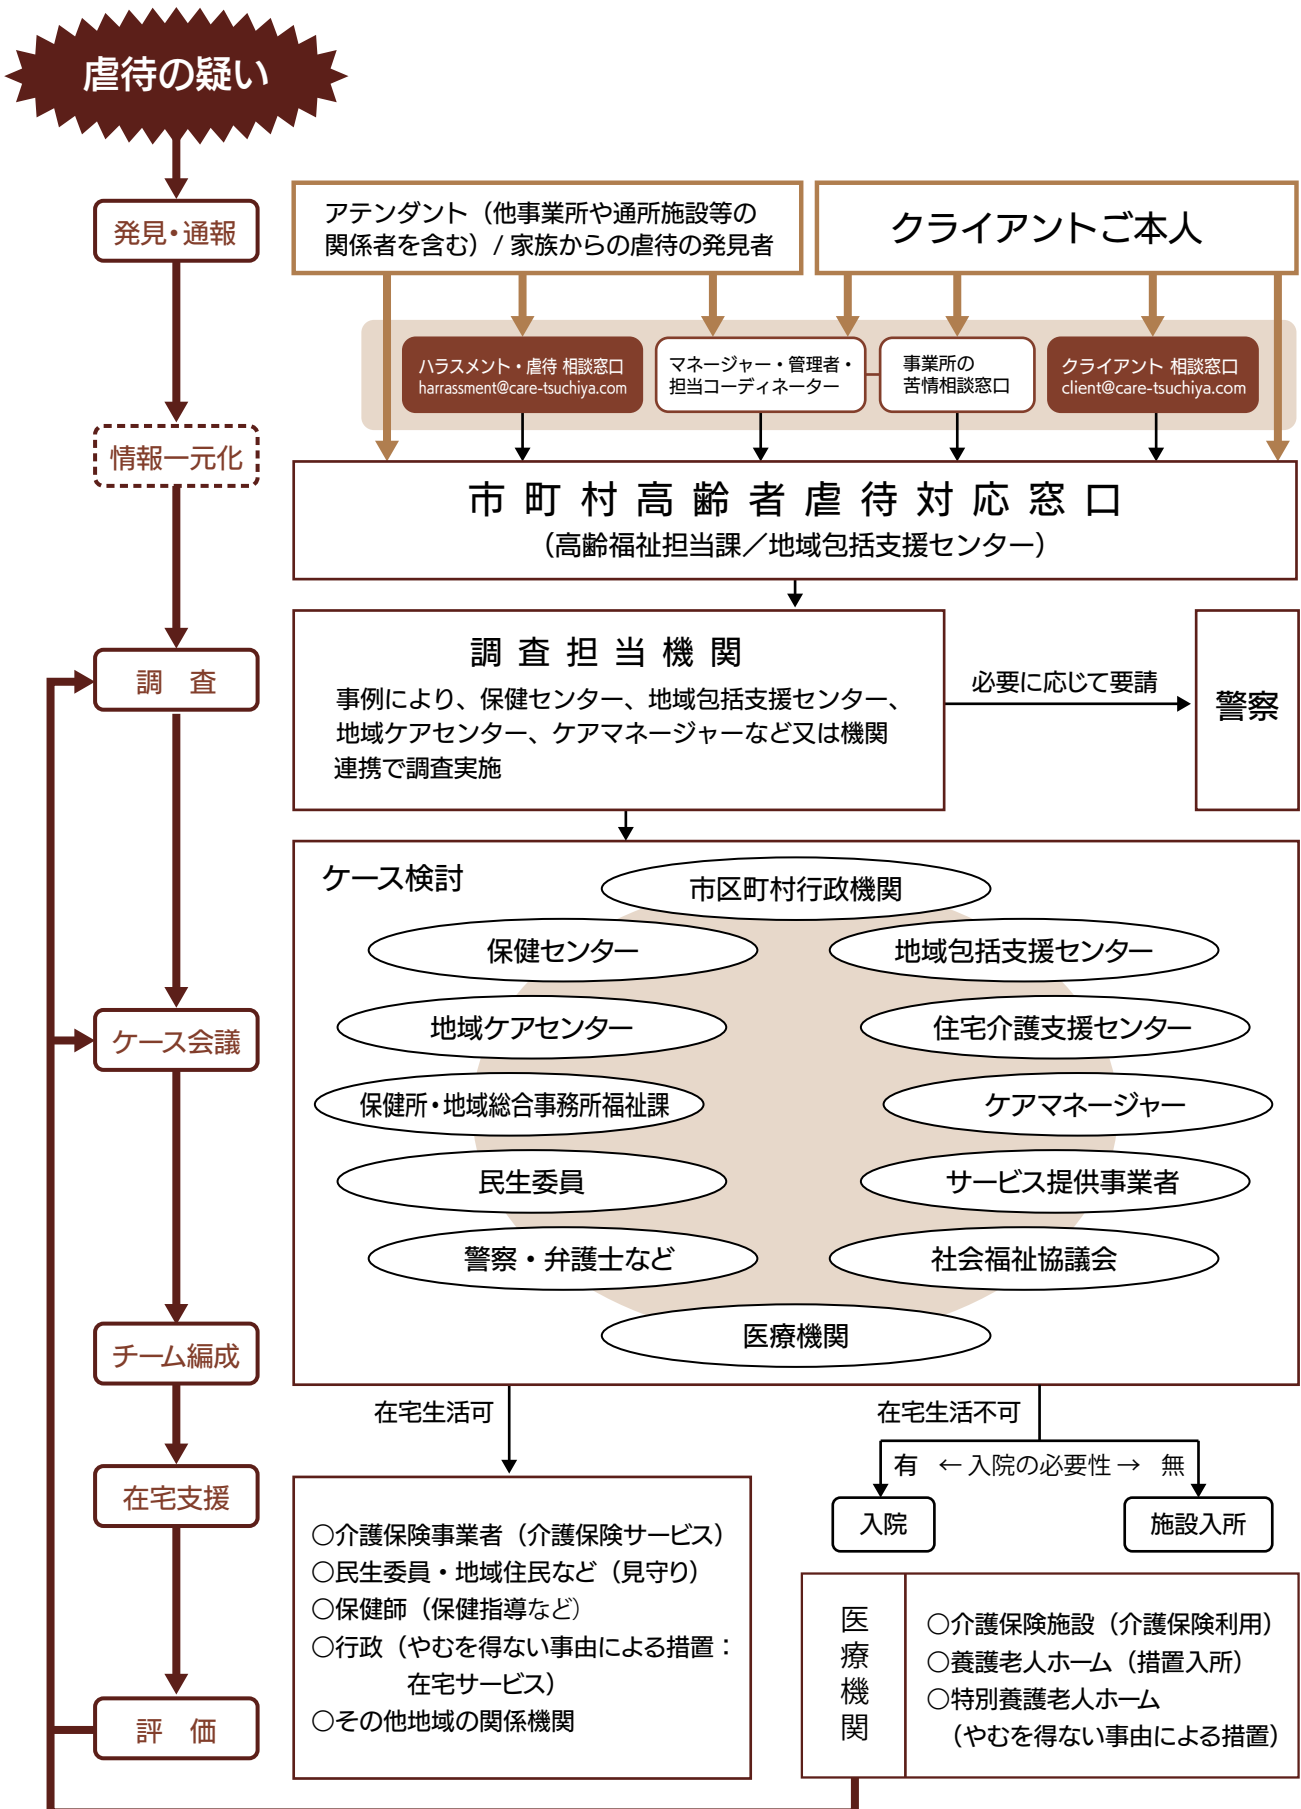 虐待の疑い
発見・通報
情報一元化
調　査
ケース会議
チーム編成
在宅支援
評　価
アテンダント（他事業所や通所施設等の
関係者を含む）/ 家族からの虐待の発見者
クライアントご本人
ハラスメント・虐待 相談窓口
harrassment@care-tsuchiya.com
マネージャー・管理者・
担当コーディネーター
事業所の
苦情相談窓口
クライアント 相談窓口
client@care-tsuchiya.com
市町村高齢者虐待対応窓口
（高齢福祉担当課／地域包括支援センター）
調査担当機関
事例により、保健センター、地域包括支援センター、
地域ケアセンター、ケアマネージャーなど又は機関
連携で調査実施
必要に応じて要請
警察
ケース検討
市区町村行政機関
保健センター
地域包括支援センター
地域ケアセンター
住宅介護支援センター
保健所・地域総合事務所福祉課
ケアマネージャー
民生委員
サービス提供事業者
警察・弁護士など
社会福祉協議会
医療機関
在宅生活可
在宅生活不可
有　← 入院の必要性 →　無
入院
施設入所
○介護保険事業者（介護保険サービス）
○民生委員・地域住民など（見守り）
○保健師（保健指導など）
○行政（やむを得ない事由による措置：
在宅サービス）
○その他地域の関係機関
医療機関
○介護保険施設（介護保険利用）
○養護老人ホーム（措置入所）
○特別養護老人ホーム
（やむを得ない事由による措置）